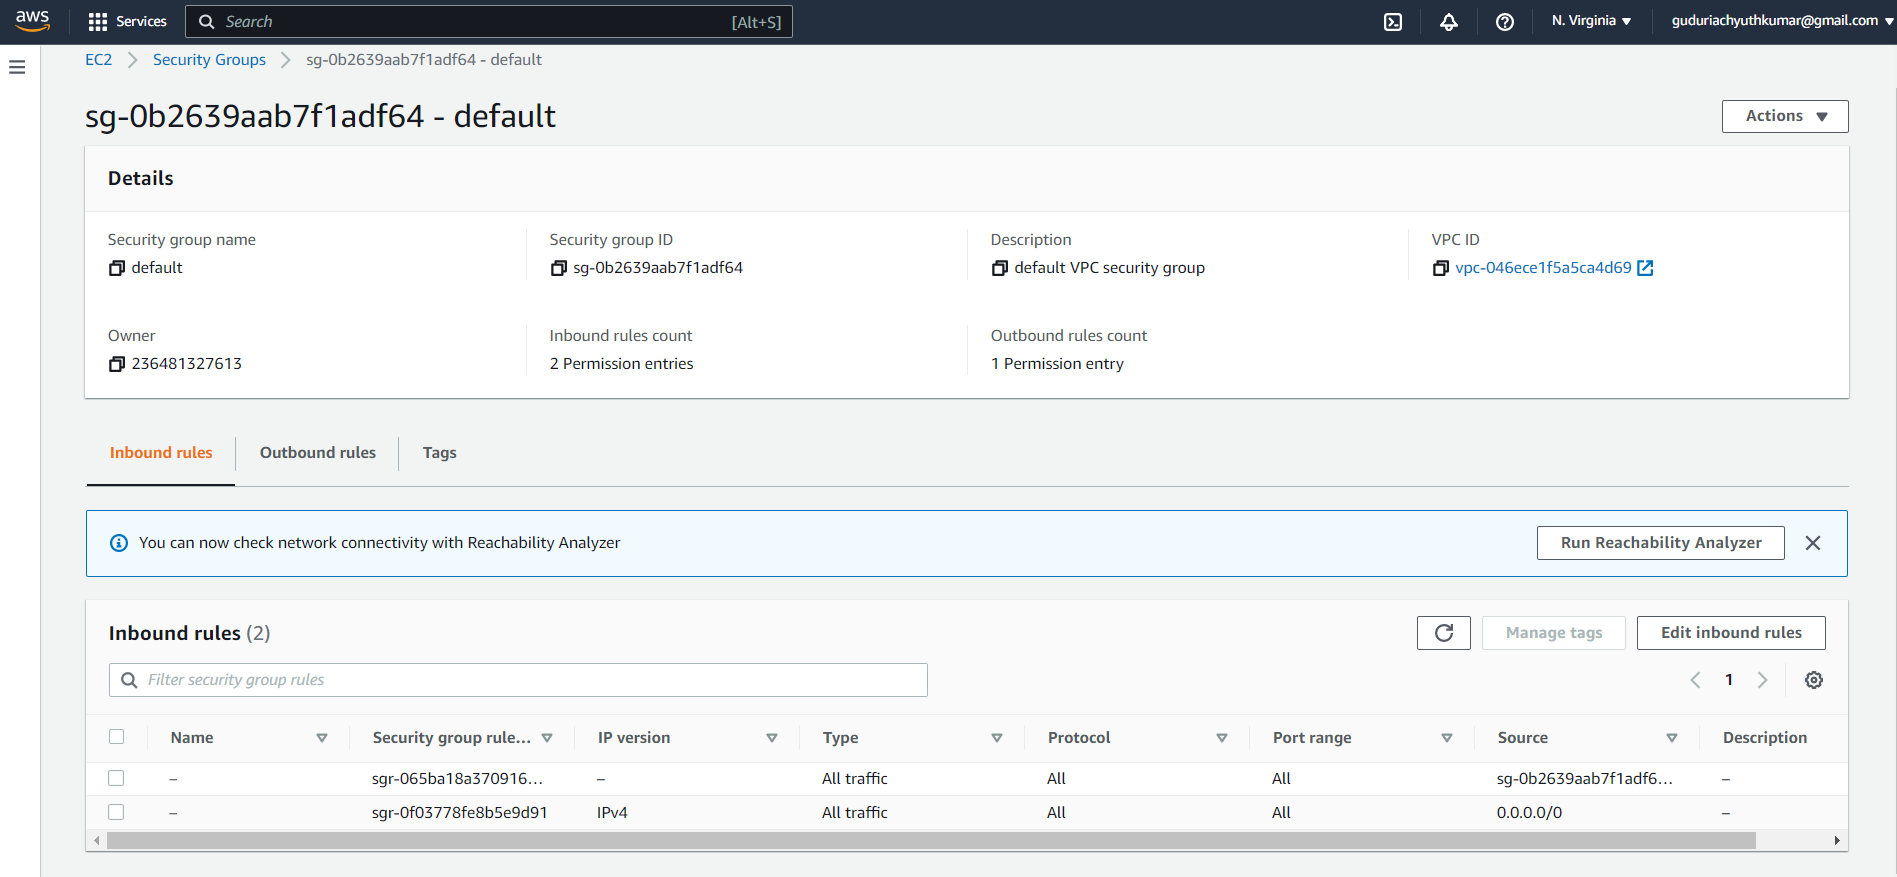 aws Services Search [Alt+S] N. Virginia guduriachyuthkumar@gmail.com
EC2 Security Groups sg-0b2639aab7f1adf64 - default
sg-0b2639aab7f1adf64 - default
Actions
Details
Security group name Security group ID Description VPC ID
default sg-0b2639aab7f1adf64 default VPC security group vpc-046ece1f5a5ca4d69
Owner Inbound rules count Outbound rules count
236481327613 2 Permission entries 1 Permission entry
Inbound rules Outbound rules Tags
You can now check network connectivity with Reachability Analyzer Run Reachability Analyzer
Inbound rules (2) Manage tags Edit inbound rules
Filter security group rules 1
Name Security group rule... IP version Type Protocol Port range Source Description
– sgr-065ba18a370916... – All traffic All All sg-0b2639aab7f1adf6... –
– sgr-0f03778fe8b5e9d91 IPv4 All traffic All All 0.0.0.0/0 –